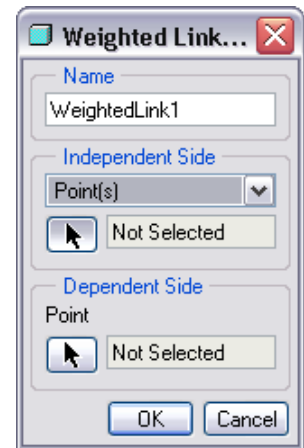 Weighted Link...
Name
WeightedLink1
Independent Side
Point(s)
Not Selected
Dependent Side
Point
Not Selected
OK Cancel